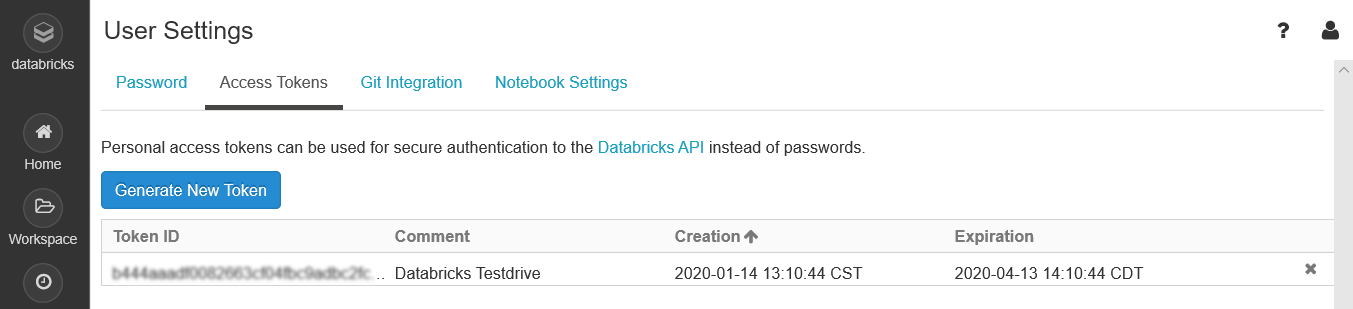 User Settings
?
databricks
Password Access Tokens Git Integration Notebook Settings
Home
Personal access tokens can be used for secure authentication to the Databricks API instead of passwords.
Generate New Token
Workspace
Token ID Comment Creation Expiration
Databricks Testdrive 2020-01-14 13:10:44 CST 2020-04-13 14:10:44 CDT